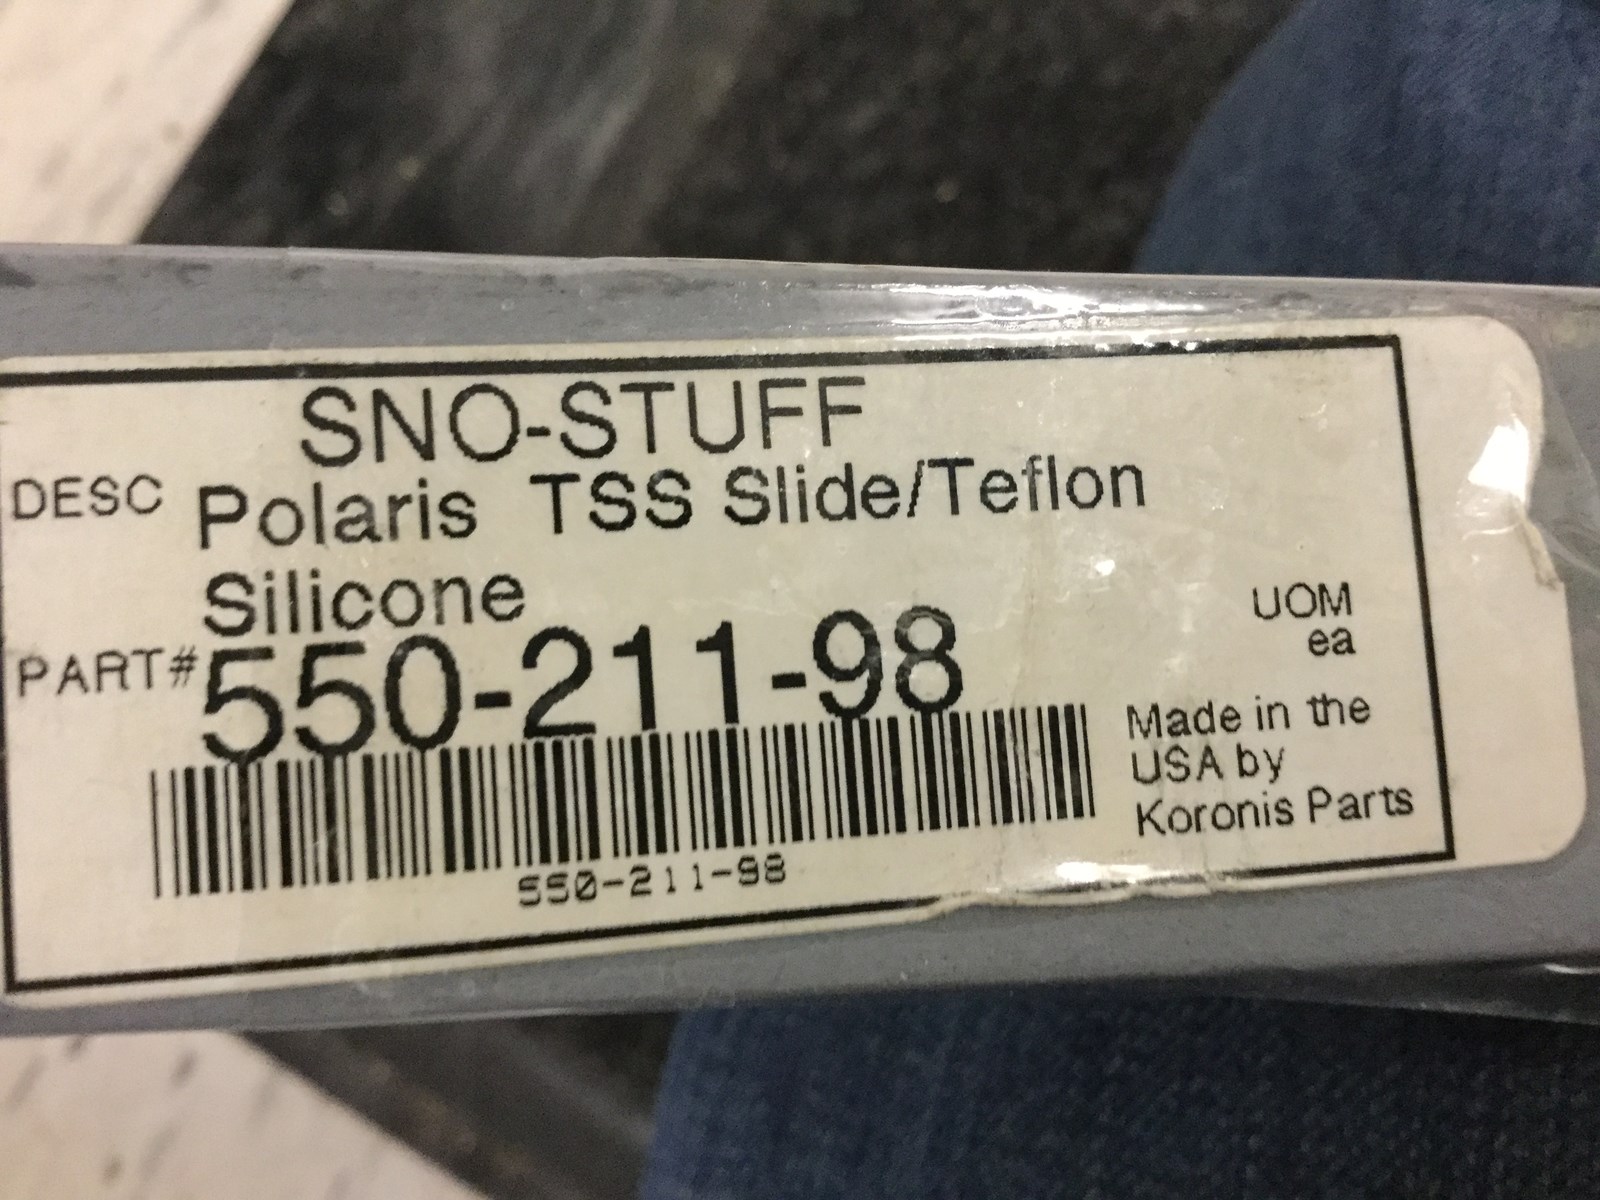 SNO-STUFF
DESC Polaris TSS Slide/Teflon
Silicone
PART# 550-211-98
UOM
ea
Made in the
USA by
Koronis Parts
550-211-98